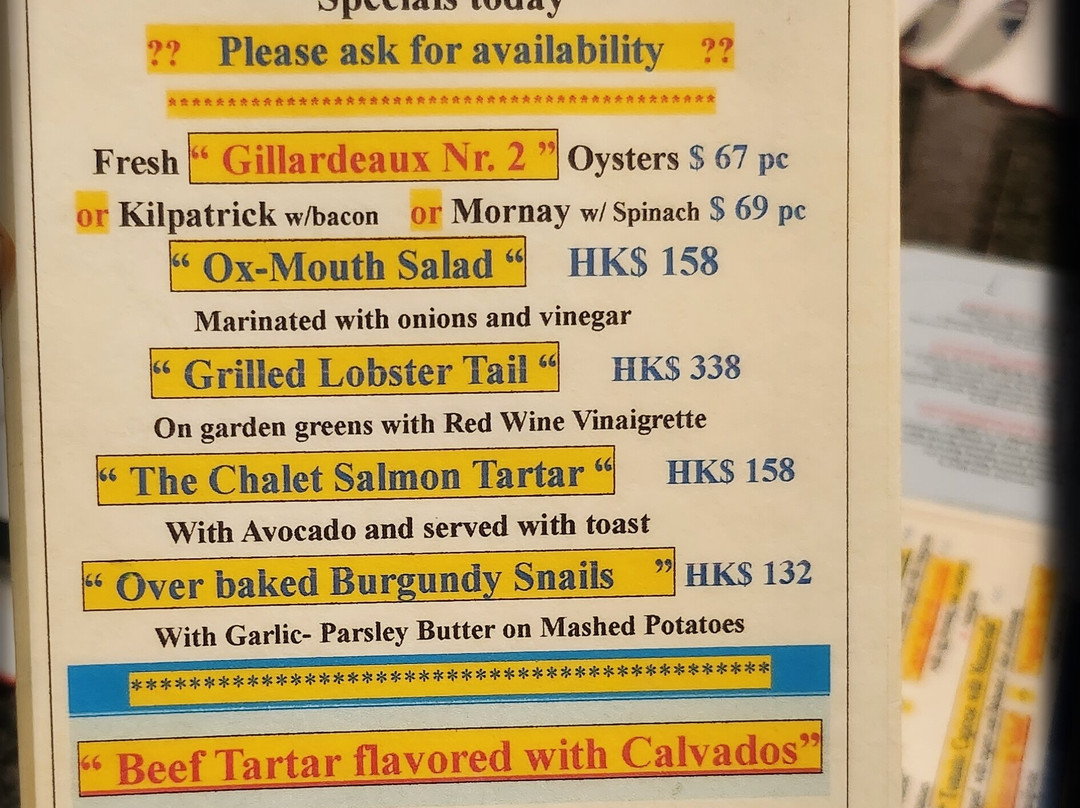 Specials today
?? Please ask for availability ??
**********************************************
Fresh “ Gillardeaux Nr. 2 ” Oysters $ 67 pc
or Kilpatrick w/bacon or Mornay w/ Spinach $ 69 pc
“ Ox-Mouth Salad “ HK$ 158
Marinated with onions and vinegar
“ Grilled Lobster Tail “ HK$ 338
On garden greens with Red Wine Vinaigrette
“ The Chalet Salmon Tartar “ HK$ 158
With Avocado and served with toast
“ Over baked Burgundy Snails ” HK$ 132
With Garlic- Parsley Butter on Mashed Potatoes
********************************************
“ Beef Tartar flavored with Calvados”